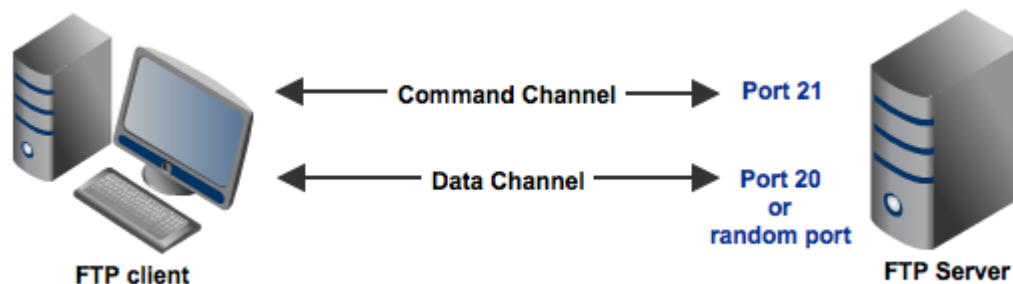 Command Channel
Port 21
Data Channel
Port 20
or
random port
FTP client
FTP Server